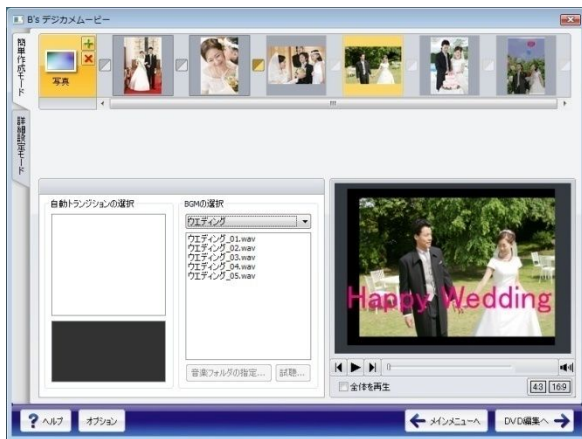 B's デジカメムービー
簡単作成モード
詳細設定モード
写真
自動トランジションの選択
BGMの選択
ウエディング
ウエディング_01.wav
ウエディング_02.wav
ウエディング_03.wav
ウエディング_04.wav
ウエディング_05.wav
音楽フォルダの指定...
試聴...
Happy Wedding
全体を再生
4:3
16:9
? ヘルプ
オプション
メインメニューへ
DVD編集へ